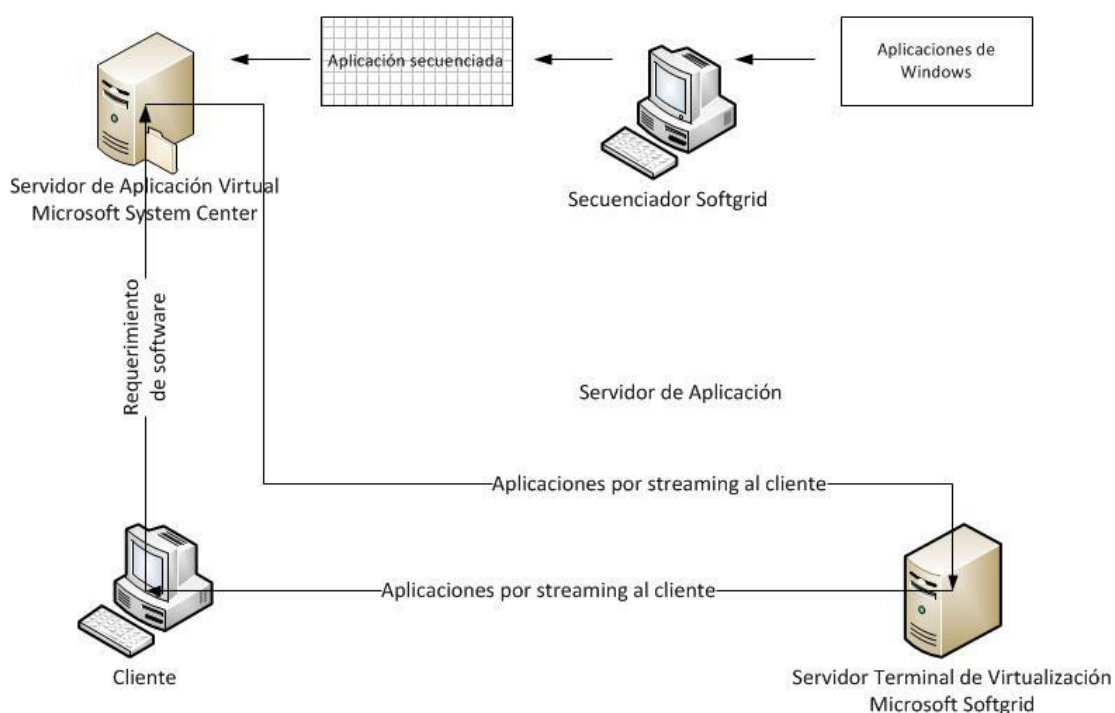 Aplicaciones de
Windows
Aplicación secuenciada
Servidor de Aplicación Virtual
Microsoft System Center
Secuenciador Softgrid
Requerimiento
de software
Servidor de Aplicación
Aplicaciones por streaming al cliente
Aplicaciones por streaming al cliente
Cliente
Servidor Terminal de Virtualización
Microsoft Softgrid